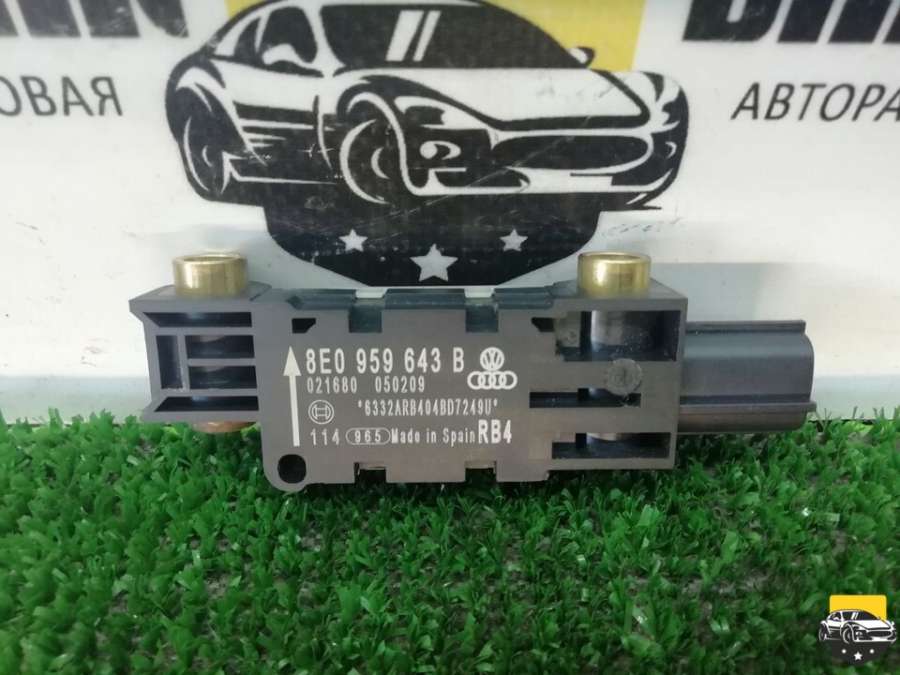 ОВАЯ
АВТОРА
8E0 959 643 B
021680 050209
*6332ARB404BD7249U*
114 965 Made in Spain RB4